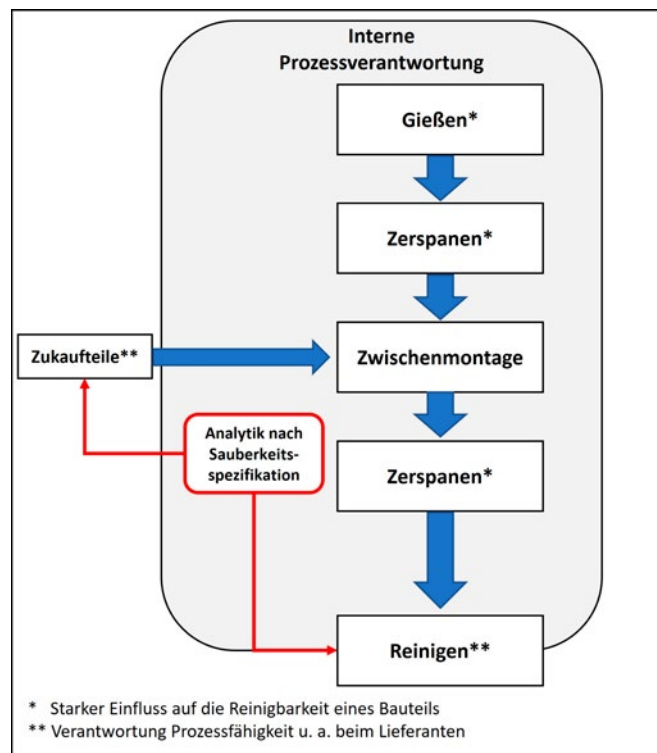 Interne
Prozessverantwortung
Gießen*
Zerspanen*
Zukaufteile**
Zwischenmontage
Analytik nach
Sauberkeits-
spezifikation
Zerspanen*
Reinigen**
* Starker Einfluss auf die Reinigbarkeit eines Bauteils
** Verantwortung Prozessfähigkeit u. a. beim Lieferanten